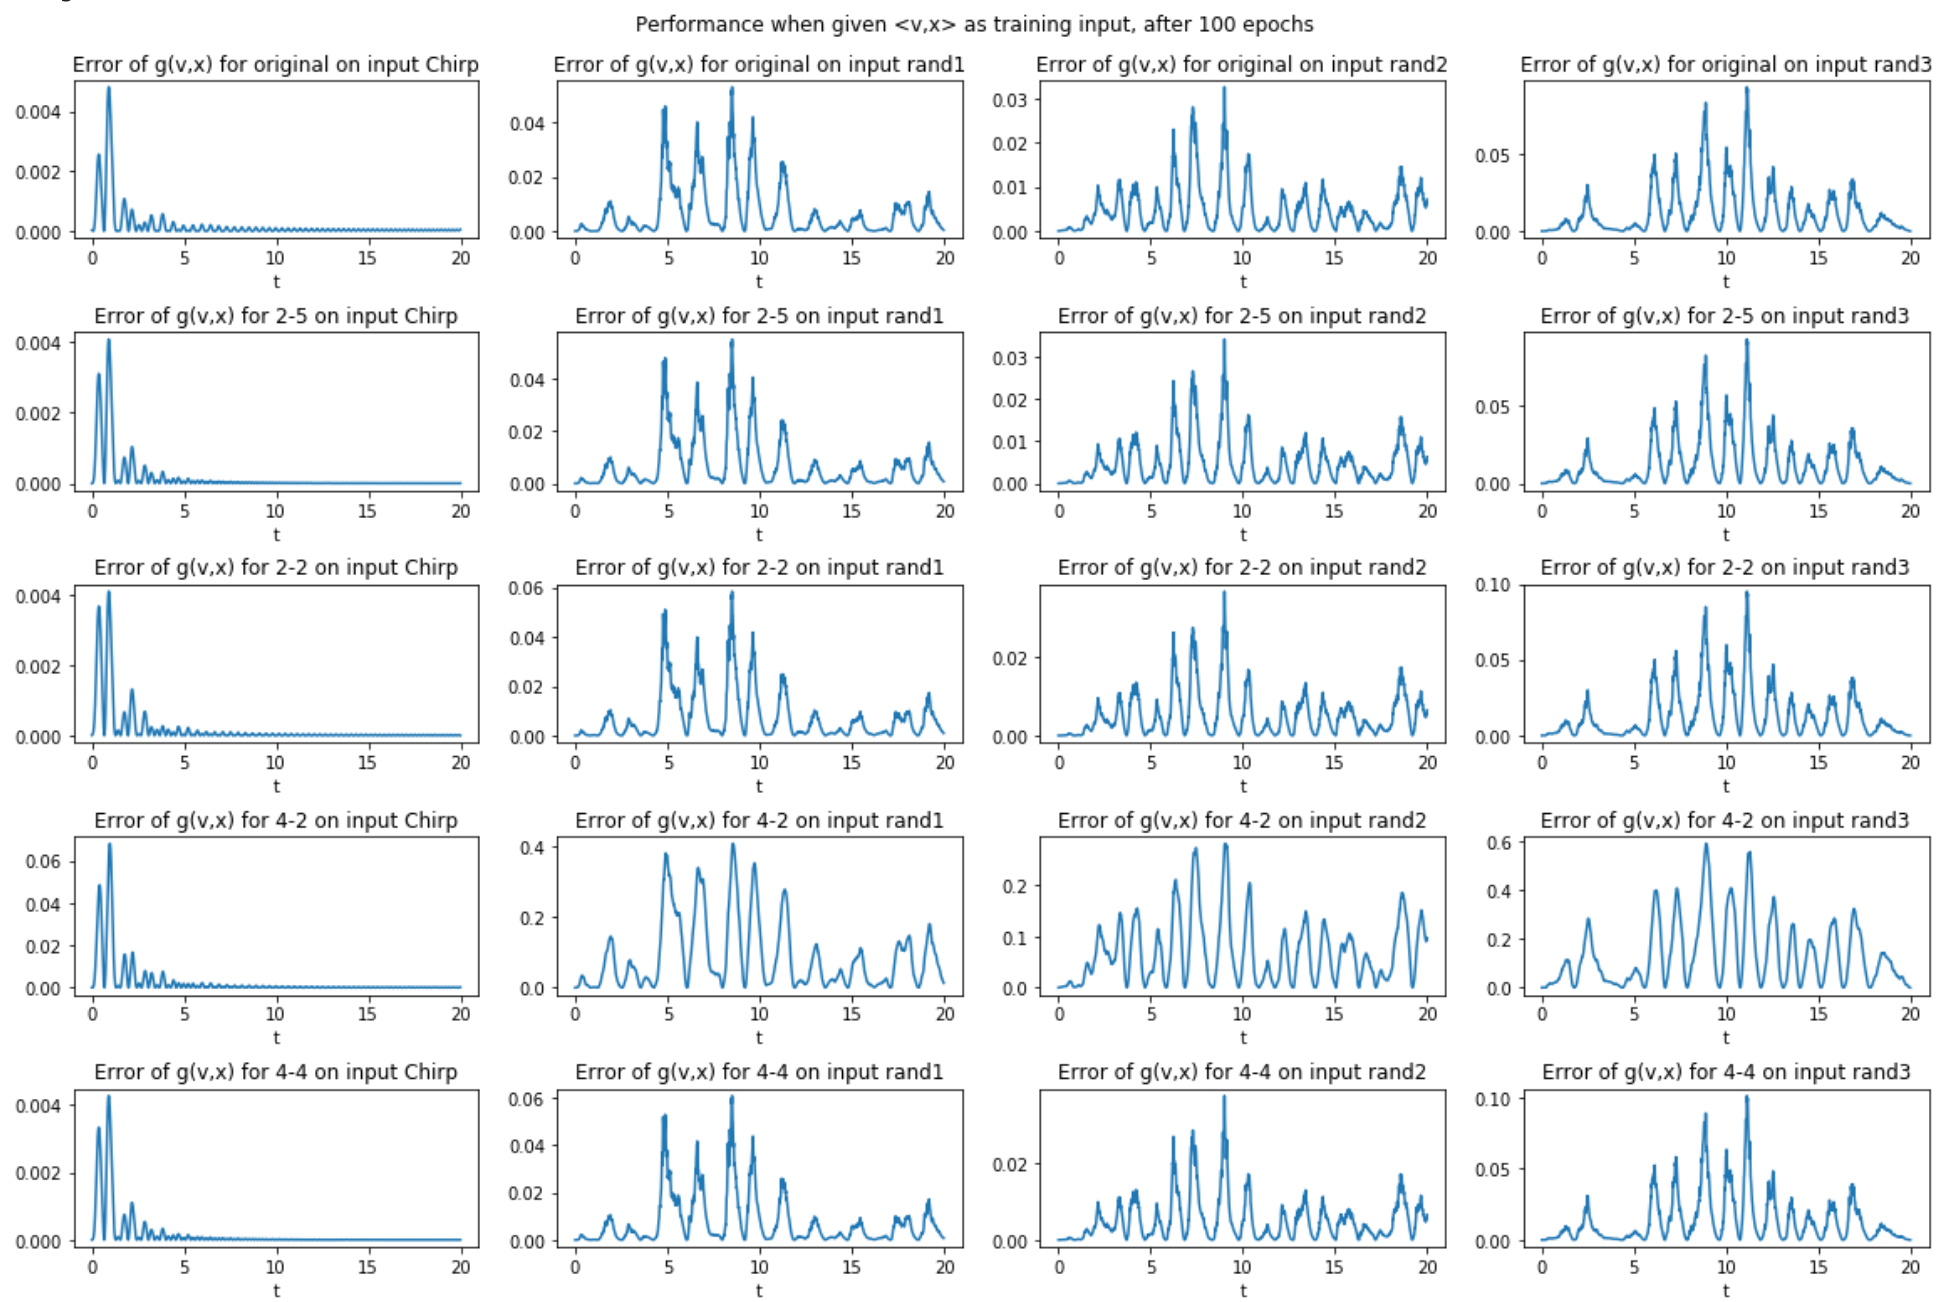 Performance when given <v,x> as training input, after 100 epochs
Error of g(v,x) for original on input Chirp
0.004
0.002
0.000
0 5 10 15 20
t
Error of g(v,x) for original on input rand1
0.04
0.02
0.00
0 5 10 15 20
t
Error of g(v,x) for original on input rand2
0.03
0.02
0.01
0.00
0 5 10 15 20
t
Error of g(v,x) for original on input rand3
0.05
0.00
0 5 10 15 20
t
Error of g(v,x) for 2-5 on input Chirp
0.004
0.002
0.000
0 5 10 15 20
t
Error of g(v,x) for 2-5 on input rand1
0.04
0.02
0.00
0 5 10 15 20
t
Error of g(v,x) for 2-5 on input rand2
0.03
0.02
0.01
0.00
0 5 10 15 20
t
Error of g(v,x) for 2-5 on input rand3
0.05
0.00
0 5 10 15 20
t
Error of g(v,x) for 2-2 on input Chirp
0.004
0.002
0.000
0 5 10 15 20
t
Error of g(v,x) for 2-2 on input rand1
0.06
0.04
0.02
0.00
0 5 10 15 20
t
Error of g(v,x) for 2-2 on input rand2
0.02
0.00
0 5 10 15 20
t
Error of g(v,x) for 2-2 on input rand3
0.10
0.05
0.00
0 5 10 15 20
t
Error of g(v,x) for 4-2 on input Chirp
0.06
0.04
0.02
0.00
0 5 10 15 20
t
Error of g(v,x) for 4-2 on input rand1
0.4
0.2
0.0
0 5 10 15 20
t
Error of g(v,x) for 4-2 on input rand2
0.2
0.1
0.0
0 5 10 15 20
t
Error of g(v,x) for 4-2 on input rand3
0.6
0.4
0.2
0.0
0 5 10 15 20
t
Error of g(v,x) for 4-4 on input Chirp
0.004
0.002
0.000
0 5 10 15 20
t
Error of g(v,x) for 4-4 on input rand1
0.06
0.04
0.02
0.00
0 5 10 15 20
t
Error of g(v,x) for 4-4 on input rand2
0.02
0.00
0 5 10 15 20
t
Error of g(v,x) for 4-4 on input rand3
0.10
0.05
0.00
0 5 10 15 20
t